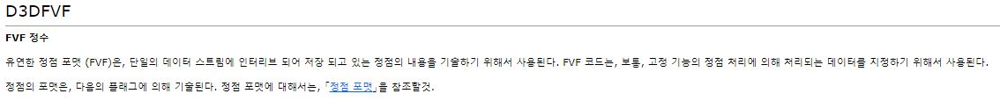 D3DFVF
FVF 정수
유연한 정점 포맷 (FVF)은, 단일의 데이터 스트림에 인터리브 되어 저장 되고 있는 정점의 내용을 기술하기 위해서 사용된다. FVF 코드는, 보통, 고정 기능의 정점 처리에 의해 처리되는 데이터를 지정하기 위해서 사용된다.
정점의 포맷은, 다음의 플래그에 의해 기술된다. 정점 포맷에 대해서는, 「정점 포맷」을 참조할것.